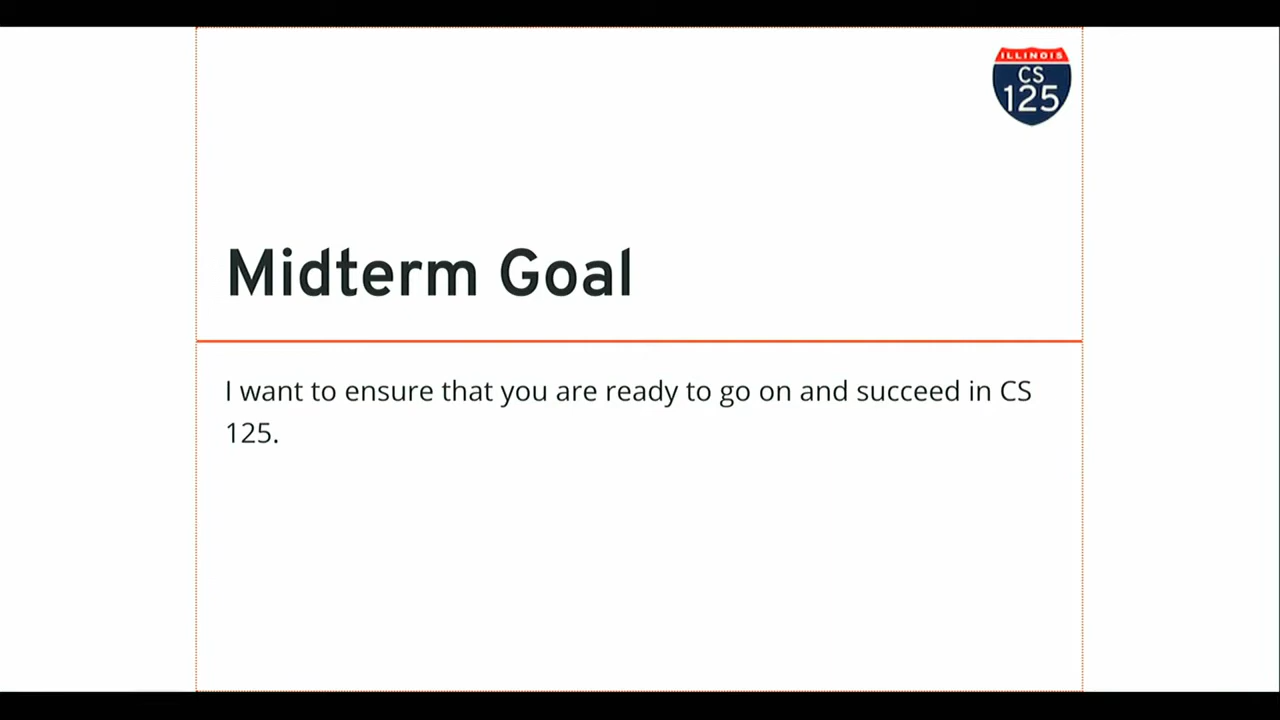 ILLINOIS
CS
125
Midterm Goal
I want to ensure that you are ready to go on and succeed in CS
125.